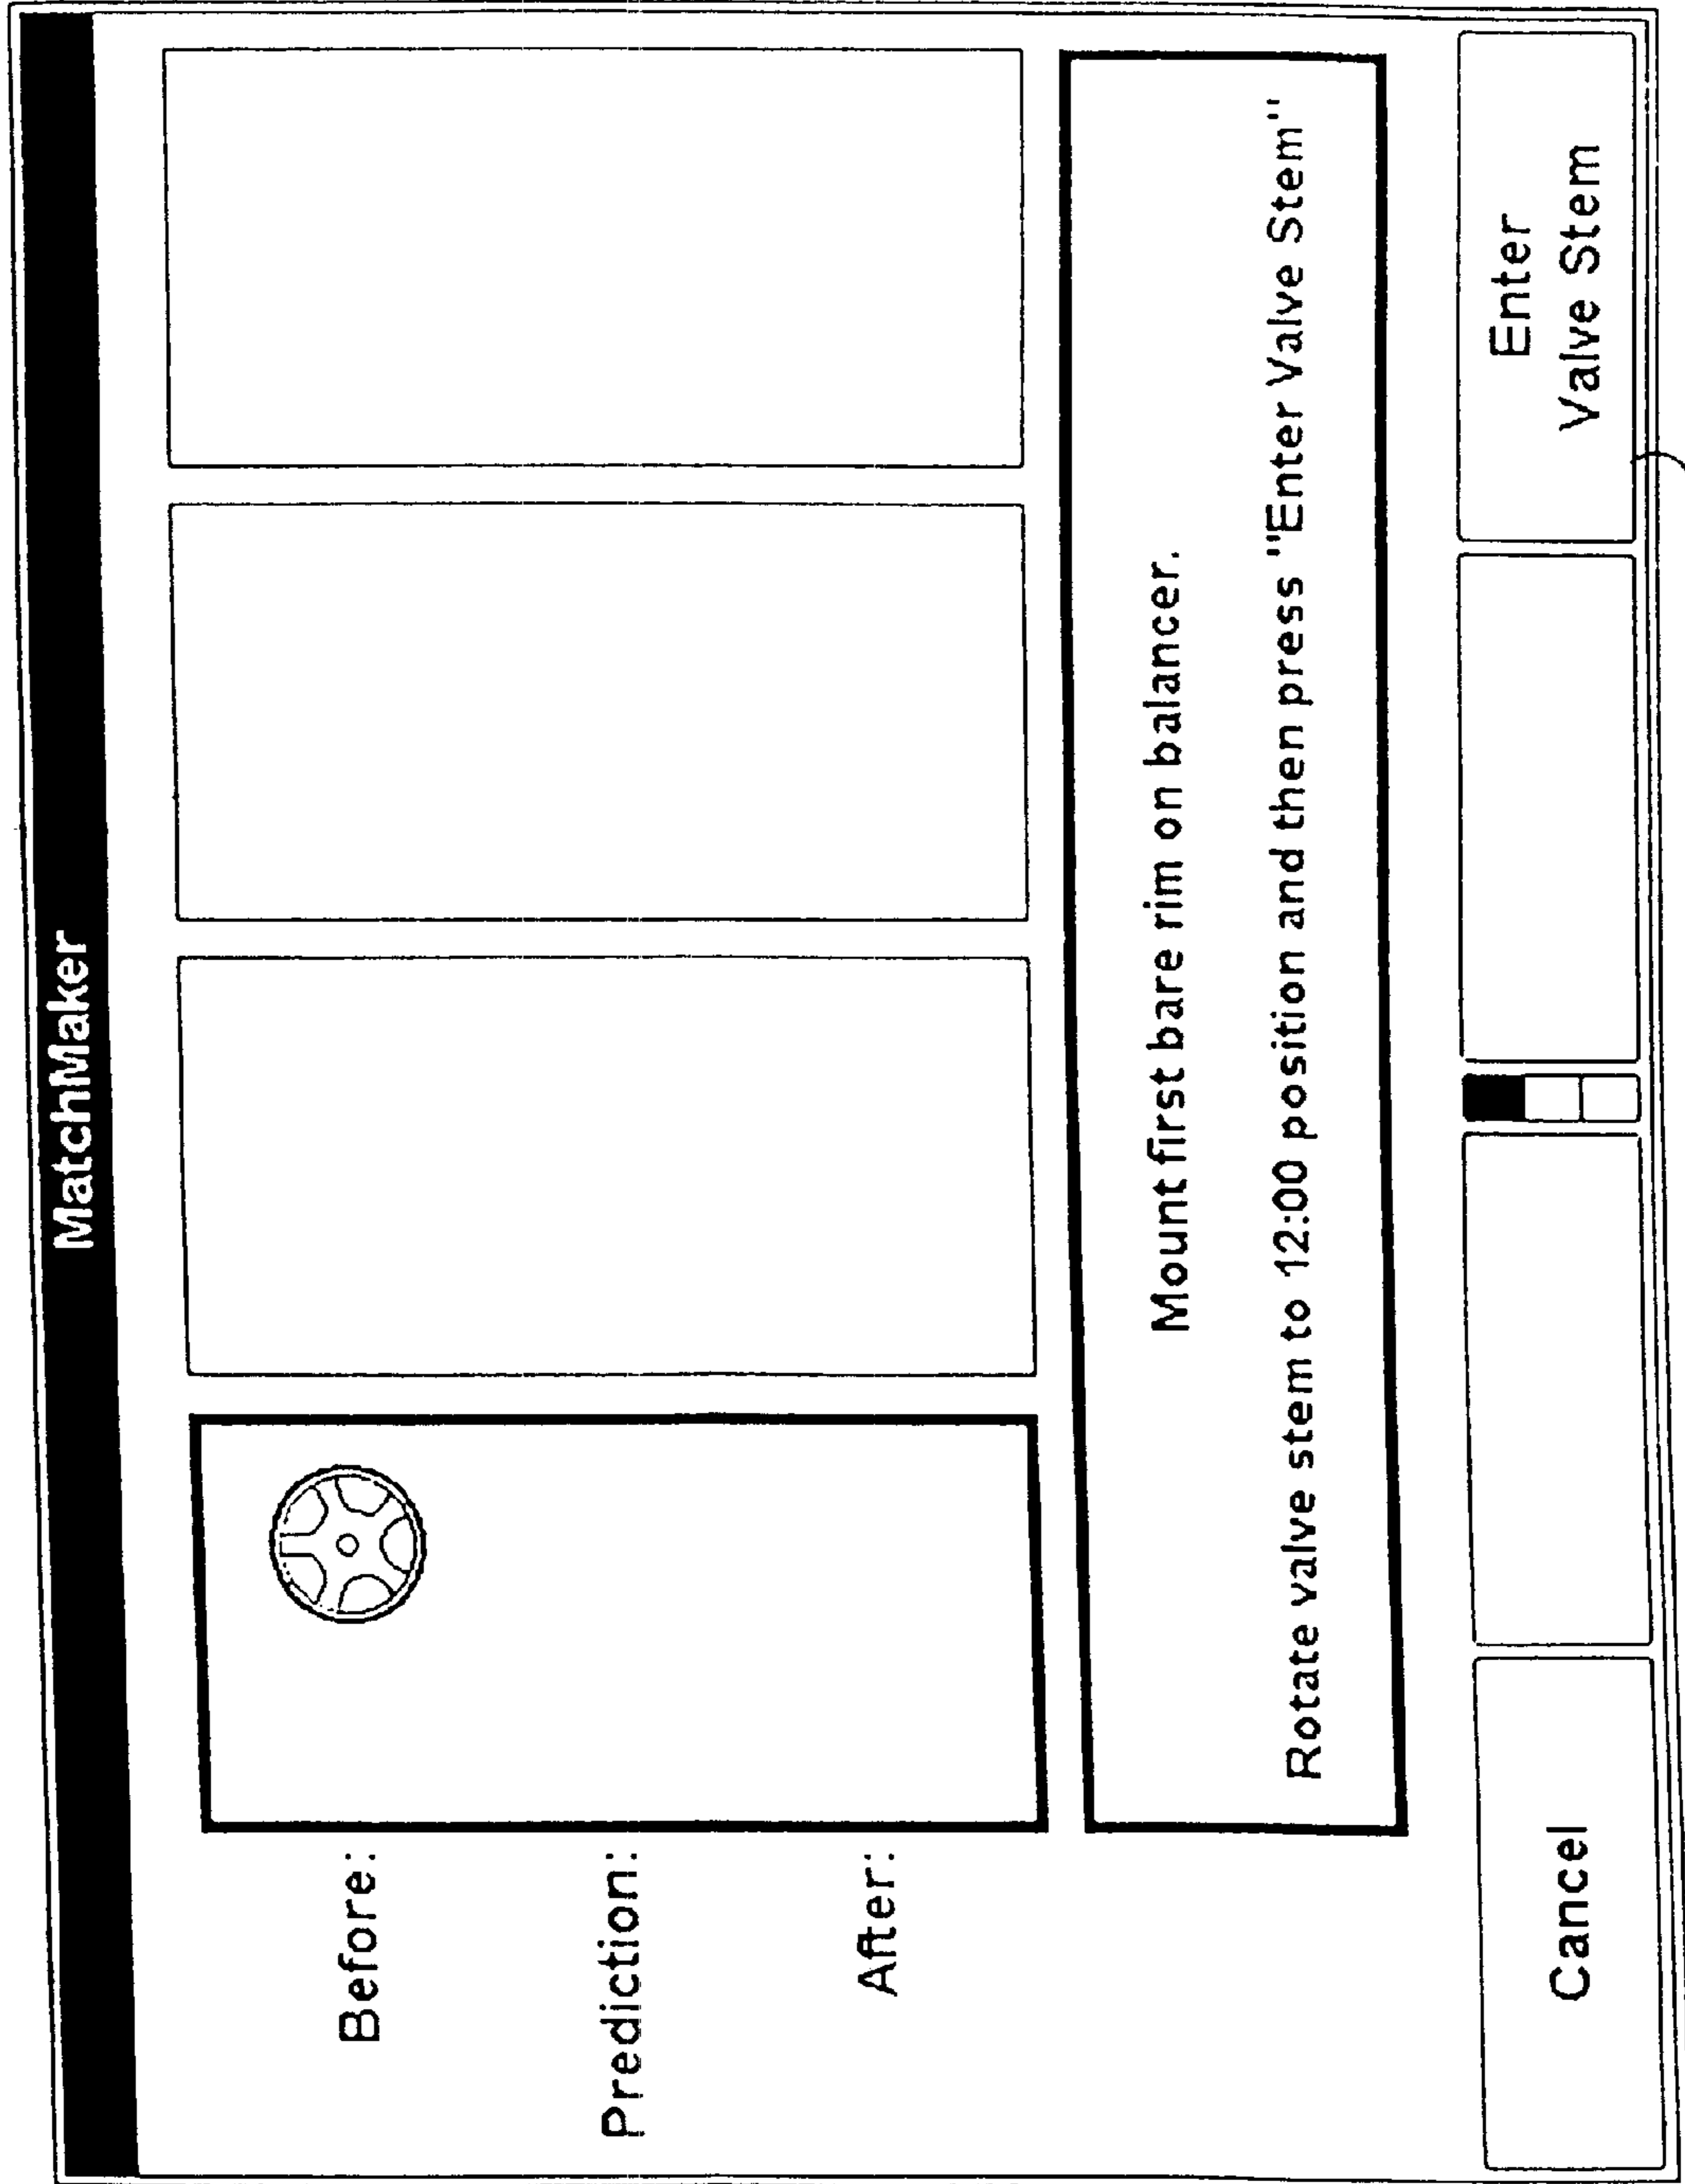 MatchMaker
Before:
Prediction:
After:
Mount first bare rim on balancer.
Rotate valve stem to 12:00 position and then press "Enter Valve Stem"
Cancel
Enter
Valve Stem